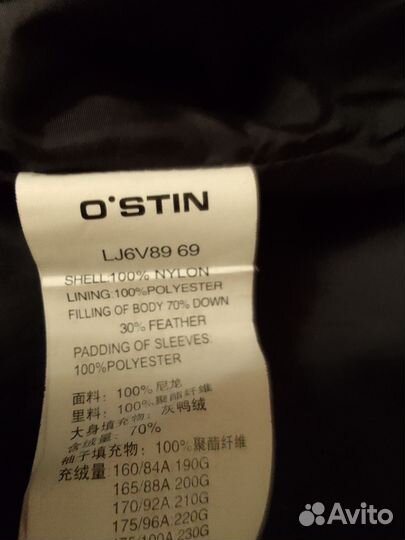 O'STIN
LJ6V89 69
SHELL:100% NYLON
LINING:100%POLYESTER
FILLING OF BODY 70% DOWN
30% FEATHER
PADDING OF SLEEVES:
100%POLYESTER
面料：100%尼龙
里料：100%聚酯纤维
大身填充物：灰鸭绒
含绒量：70%
袖子填充物：100%聚酯纤维
充绒量：160/84A 190G
165/88A 200G
170/92A 210G
175/96A:220G
175/100A:230G
Avito